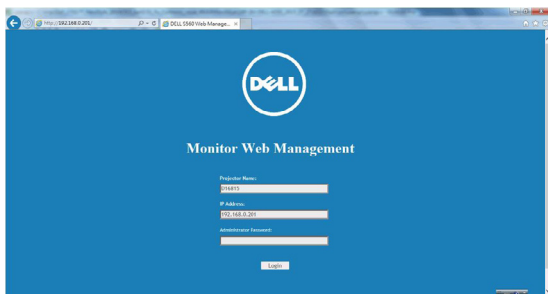 http://192.168.0.201/
DELL S560 Web Manage...
DELL
Monitor Web Management
Projector Name:
IP Address:
192.168.0.201
Administrator Password:
Login